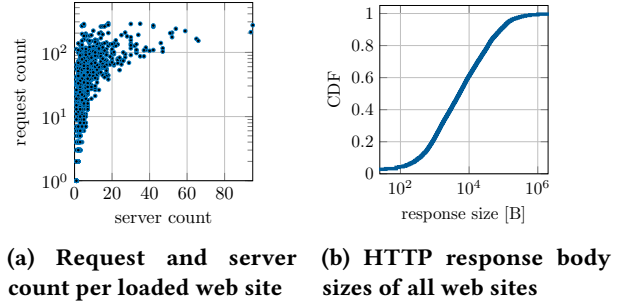 request count
10²
10¹
10⁰
0 20 40 60 80
server count
CDF
1
0.8
0.6
0.4
0.2
0
10² 10⁴ 10⁶
response size [B]
(a) Request and server
count per loaded web site
(b) HTTP response body
sizes of all web sites